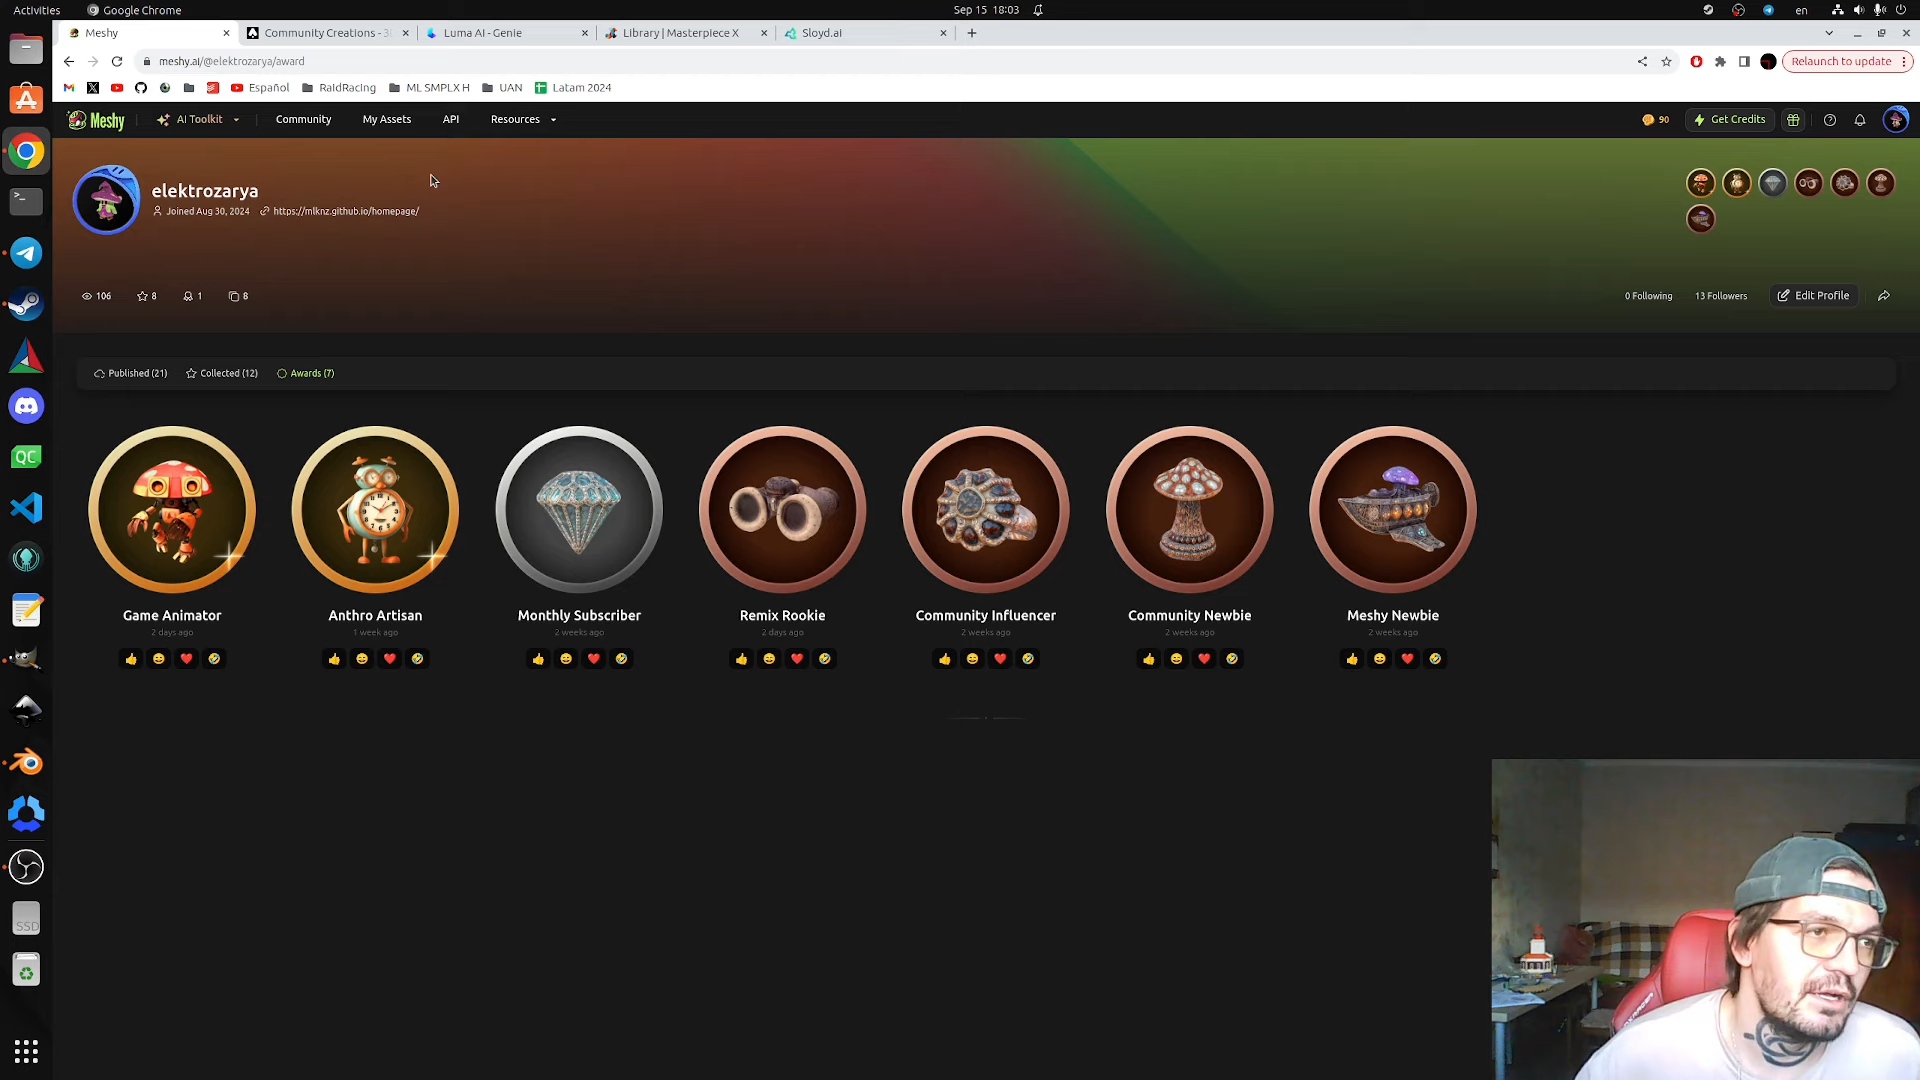 Activities
Google Chrome
Sep 15 18:03
en
Meshy
Community Creations - 3
Luma AI - Genie
Library | Masterpiece X
Sloyd.ai
meshy.ai/@elektrozarya/award
Relaunch to update
Español
RaidRacing
ML SMPLX H
UAN
Latam 2024
Meshy
AI Toolkit
Community
My Assets
API
Resources
90
Get Credits
elektrozarya
Joined Aug 30, 2024
https://mlknz.github.io/homepage/
106
8
1
8
0 Following
13 Followers
Edit Profile
Published (21)
Collected (12)
Awards (7)
Game Animator
Anthro Artisan
Monthly Subscriber
Remix Rookie
Community Influencer
Community Newbie
Meshy Newbie
2 days ago
1 week ago
2 weeks ago
2 days ago
2 weeks ago
2 weeks ago
2 weeks ago
QC
SSD